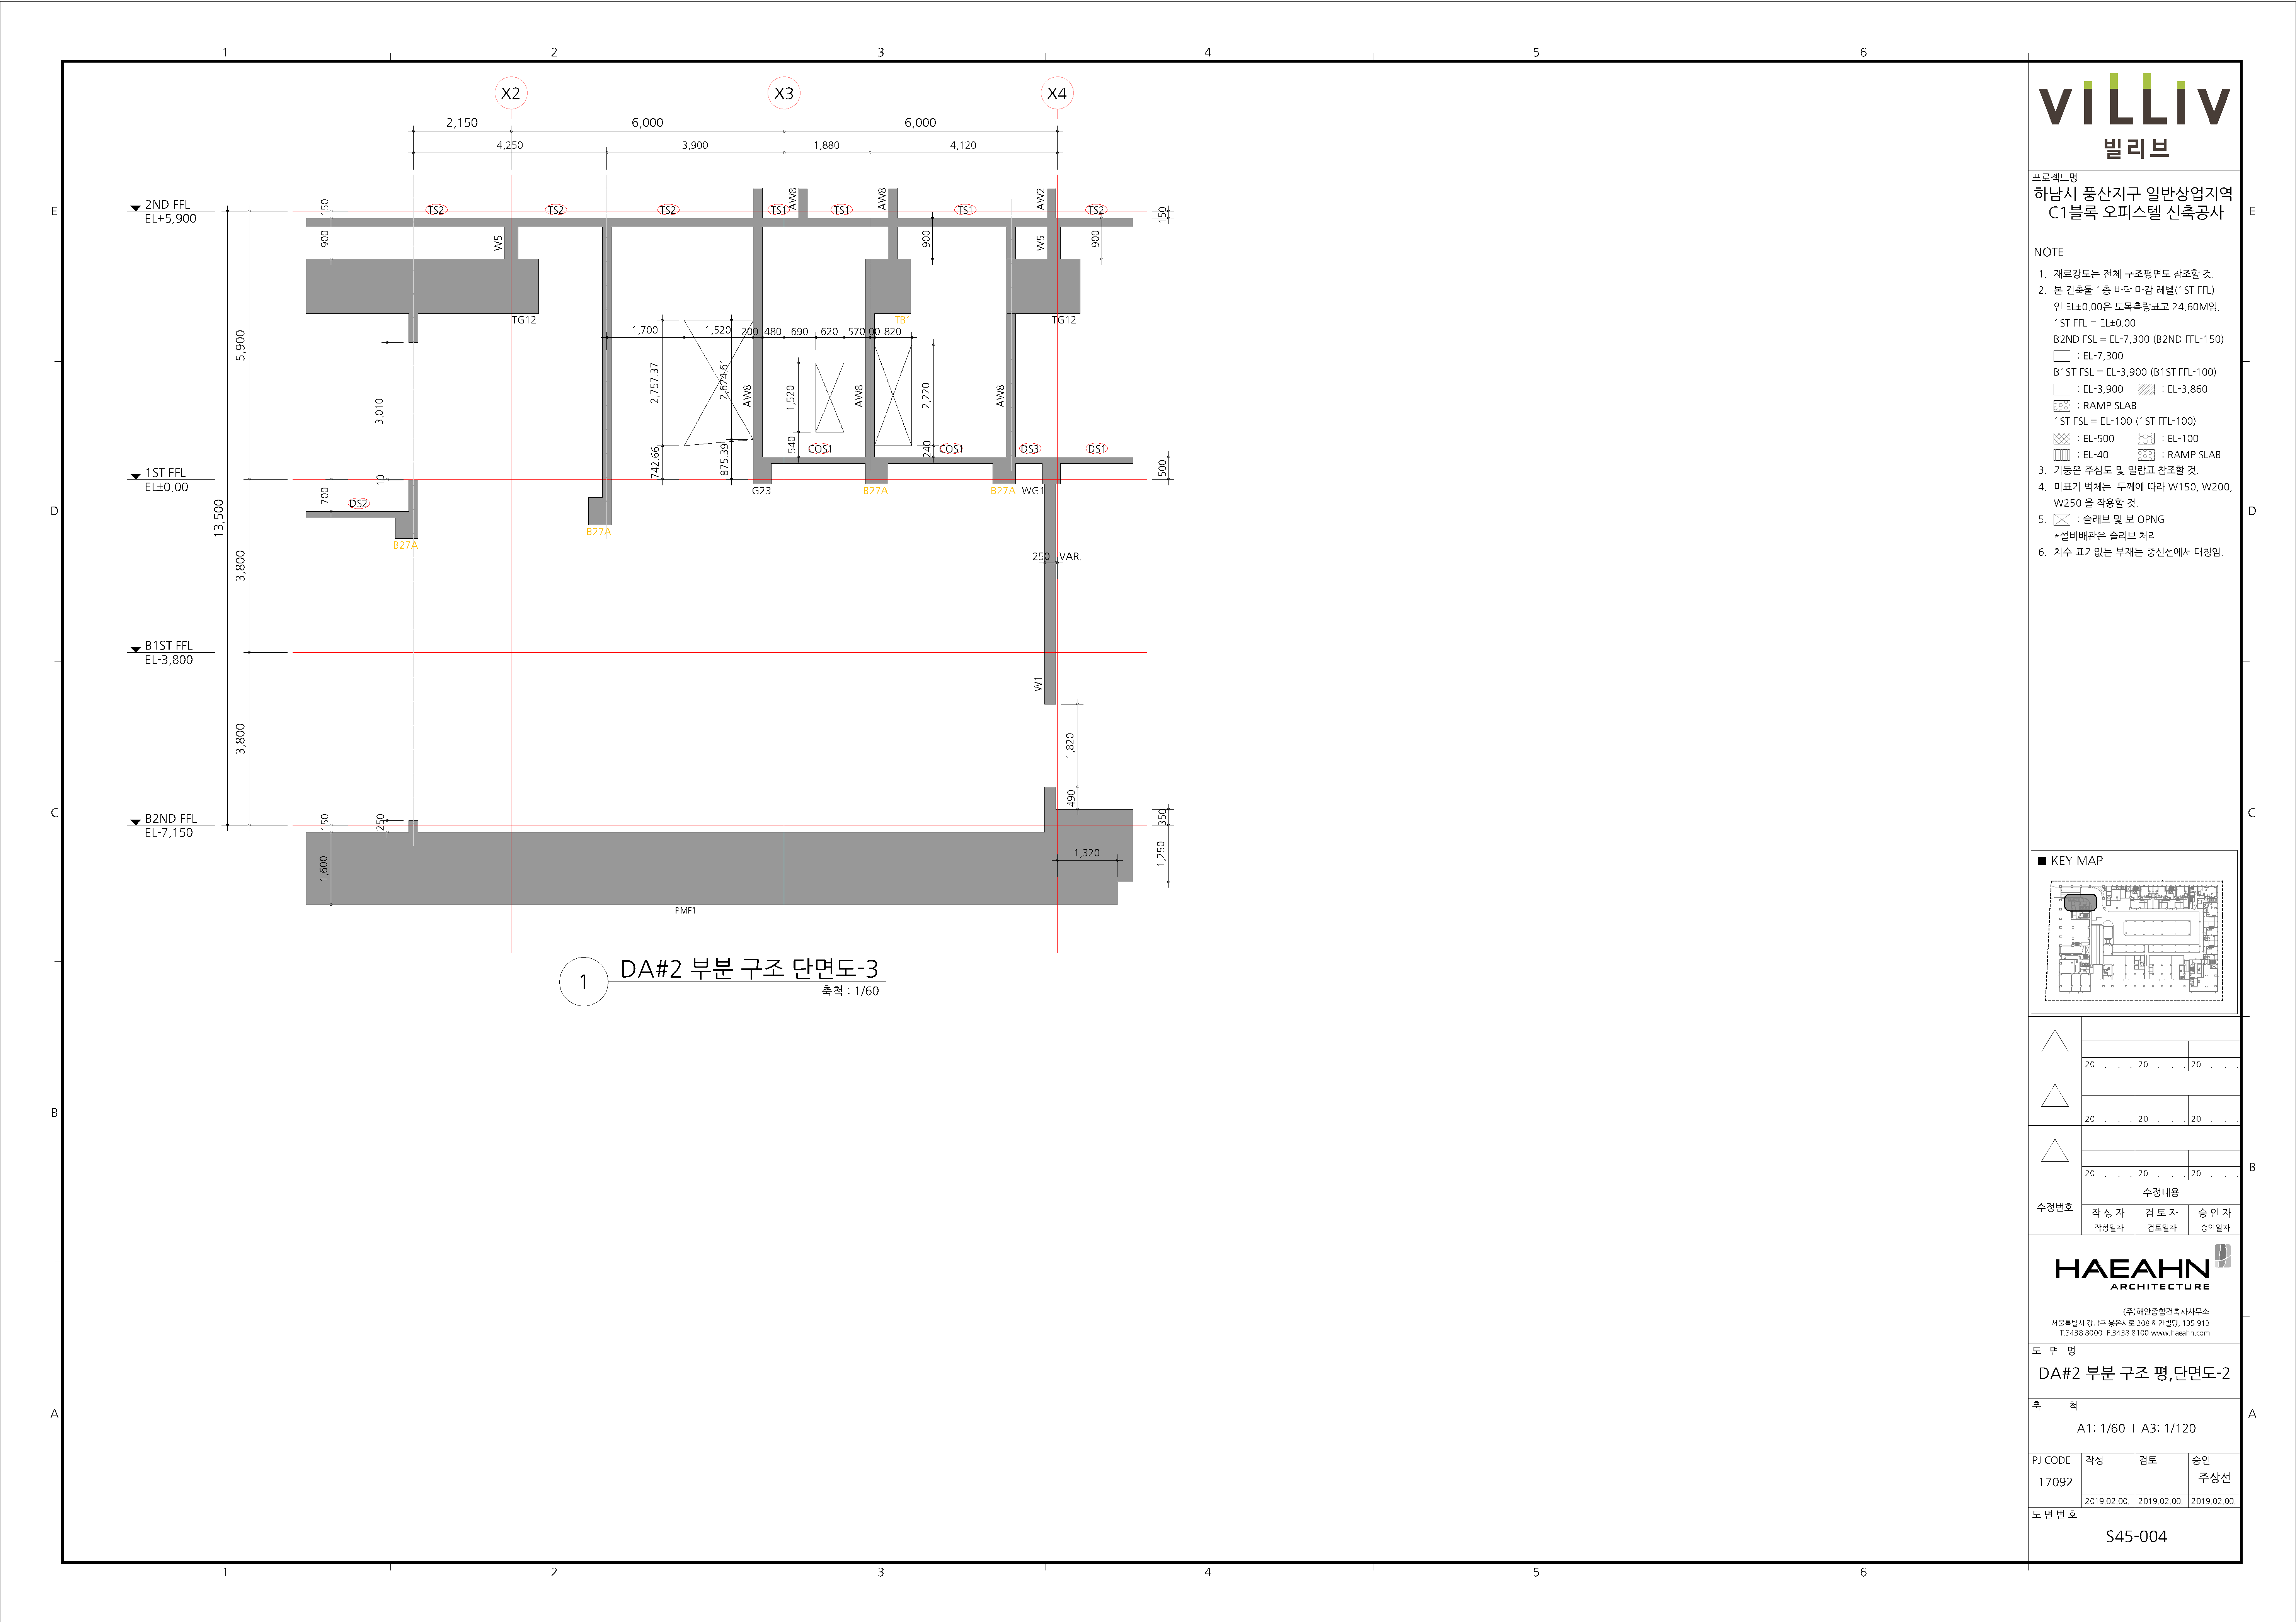 1 2 3 4 5 6
X2 X3 X4
2,150 6,000 6,000
4,250 3,900 1,880 4,120
AW8 AW8 AW2
2ND FFL
EL+5,900
150 TS2 TS2 TS2 TS1 TS1 TS1 TS2 150
900 W5 900 W5 900
TG12 TB1 TG12
1,700 1,520 200 480 690 620 570 820
5,900
3,010
2,757.37 2,624.61 AW8 1,520 AW8 2,220 AW8
742.66 875.39 540 COS1 240 COS1 DS3 DS1 500
1ST FFL
EL±0.00
10
700 DS2
G23 B27A B27A WG1
B27A B27A
13,500
3,800
250 VAR.
B1ST FFL
EL-3,800
W1
3,800
1,820
490
B2ND FFL
EL-7,150
150 250 350
1,600 1,320 1,250
PMF1
1 DA#2 부분 구조 단면도-3
축척 : 1/60
E D C B A
E D C B A
1 2 3 4 5 6
VILLIV
빌리브
프로젝트명
하남시 풍산지구 일반상업지역
C1블록 오피스텔 신축공사
NOTE
1. 재료강도는 전체 구조평면도 참조할 것.
2. 본 건축물 1층 바닥 마감 레벨(1ST FFL)
인 EL±0.00은 토목측량표고 24.60M임.
1ST FFL = EL±0.00
B2ND FSL = EL-7,300 (B2ND FFL-150)
: EL-7,300
B1ST FSL = EL-3,900 (B1ST FFL-100)
: EL-3,900 : EL-3,860
: RAMP SLAB
1ST FSL = EL-100 (1ST FFL-100)
: EL-500 : EL-100
: EL-40 : RAMP SLAB
3. 기둥은 주심도 및 일람표 참조할 것.
4. 미표기 벽체는 두께에 따라 W150, W200,
W250 을 적용할 것.
5. : 슬래브 및 보 OPNG
*설비배관은 슬리브 처리
6. 치수 표기없는 부재는 중신선에서 대칭임.
■ KEY MAP
20 . . . 20 . . . 20 . . .
20 . . . 20 . . . 20 . . .
20 . . . 20 . . . 20 . . .
수정번호 수정내용
작 성 자 검 토 자 승 인 자
작성일자 검토일자 승인일자
HAEAHN
ARCHITECTURE
(주)해안종합건축사사무소
서울특별시 강남구 봉은사로 208 해안빌딩, 135-913
T.3438 8000 F.3438 8100 www.haeahn.com
도 면 명
DA#2 부분 구조 평,단면도-2
축 척
A1: 1/60 I A3: 1/120
PJ CODE 작성 검토 승인
17092 주상선
2019.02.00. 2019.02.00. 2019.02.00.
도 면 번 호
S45-004